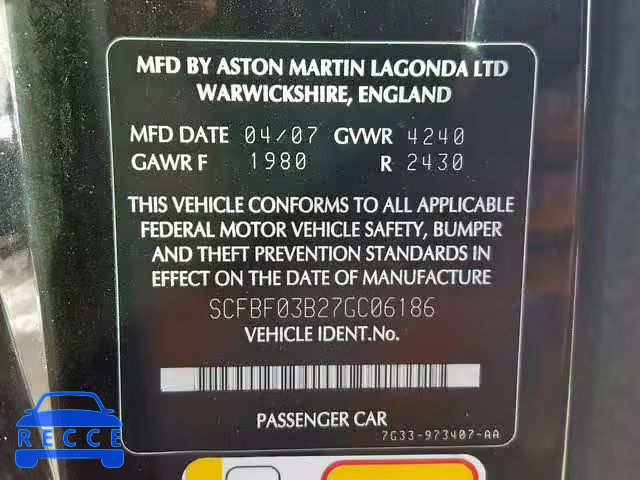 MFD BY ASTON MARTIN LAGONDA LTD
WARWICKSHIRE, ENGLAND
MFD DATE 04/07 GVWR 4240
GAWR F 1980 R 2430
THIS VEHICLE CONFORMS TO ALL APPLICABLE
FEDERAL MOTOR VEHICLE SAFETY, BUMPER
AND THEFT PREVENTION STANDARDS IN
EFFECT ON THE DATE OF MANUFACTURE
SCFBF03B27GC06186
VEHICLE IDENT.No.
PASSENGER CAR
7G33-973407-AA
RECCE